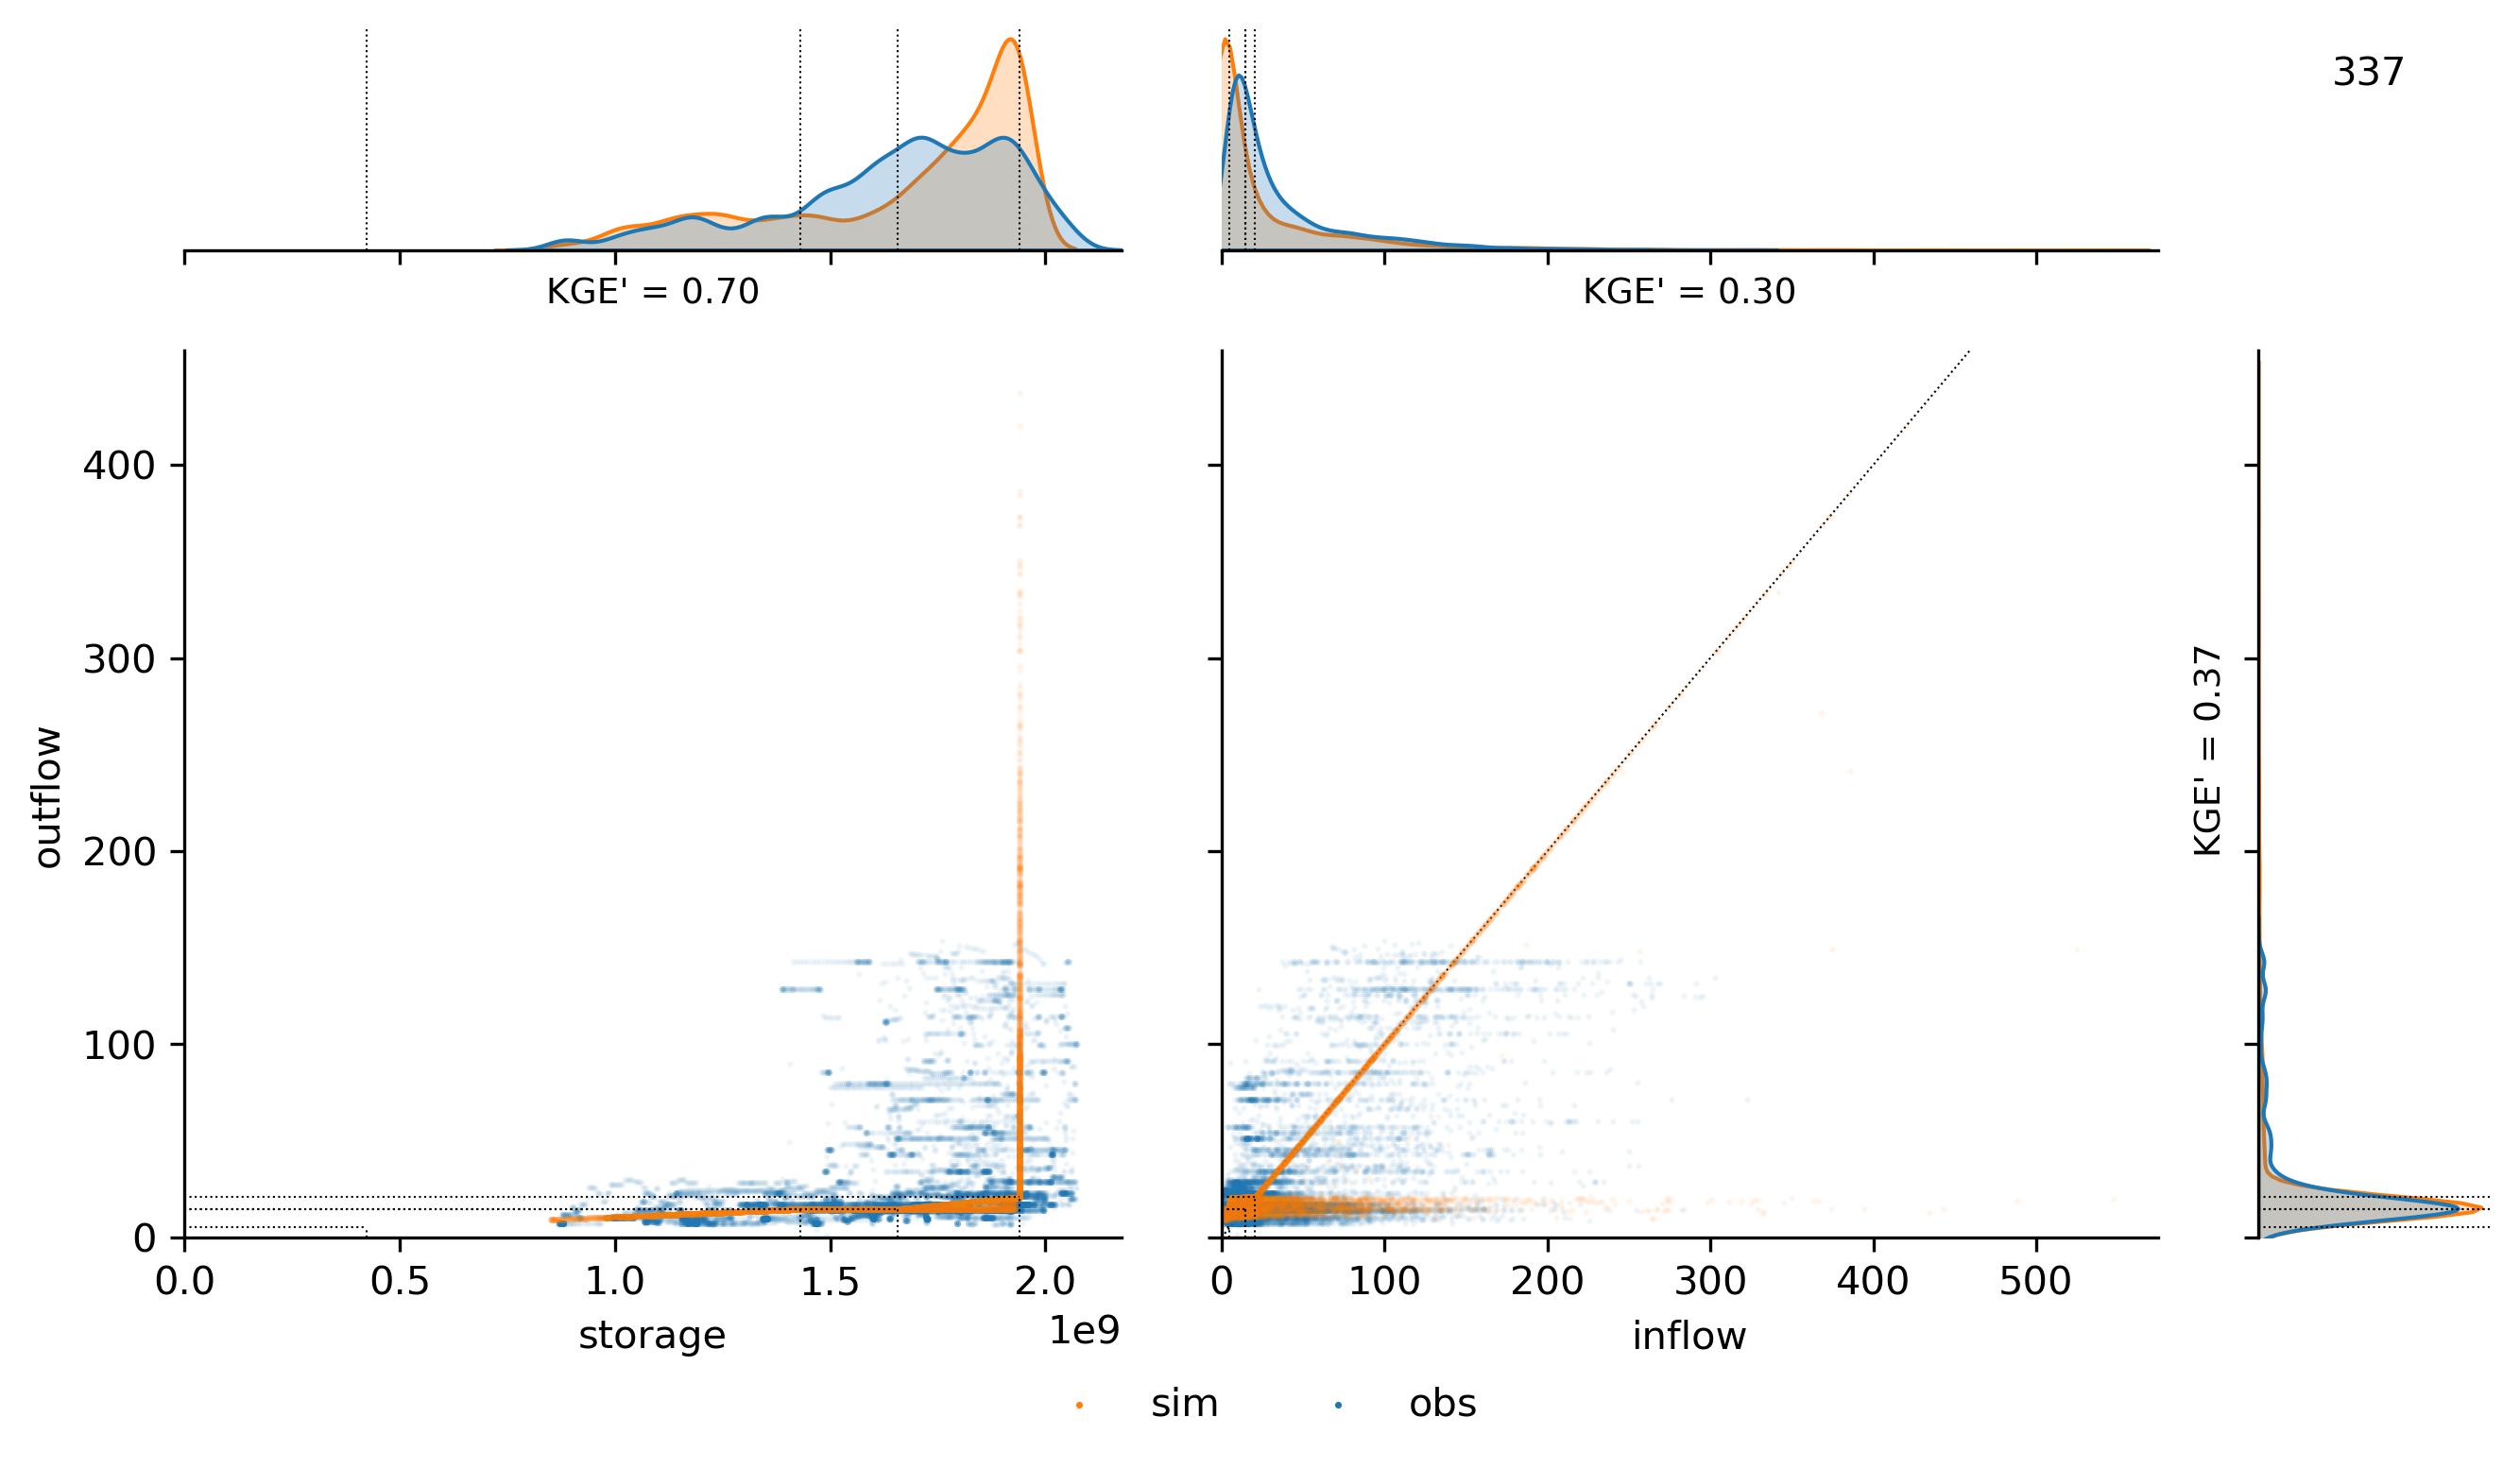 337
KGE' = 0.70
KGE' = 0.30
outflow
400
300
200
100
0
KGE' = 0.37
0.0 0.5 1.0 1.5 2.0
0 100 200 300 400 500
storage
1e9
inflow
sim obs